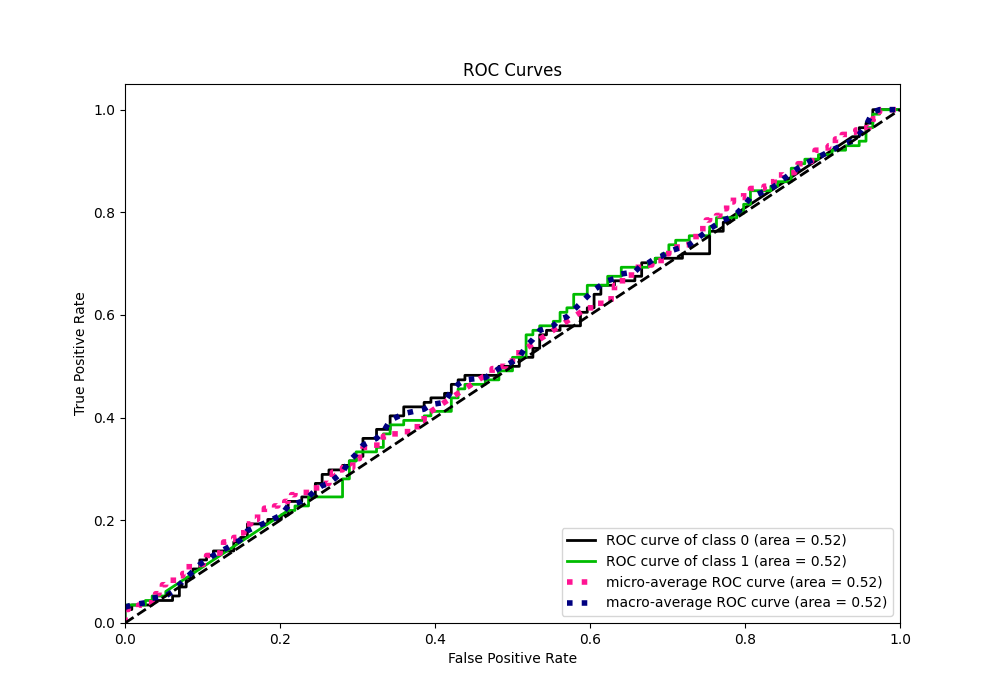 ROC Curves
True Positive Rate
1.0
0.8
0.6
0.4
0.2
0.0
0.0 0.2 0.4 0.6 0.8 1.0
False Positive Rate
ROC curve of class 0 (area = 0.52)
ROC curve of class 1 (area = 0.52)
micro-average ROC curve (area = 0.52)
macro-average ROC curve (area = 0.52)